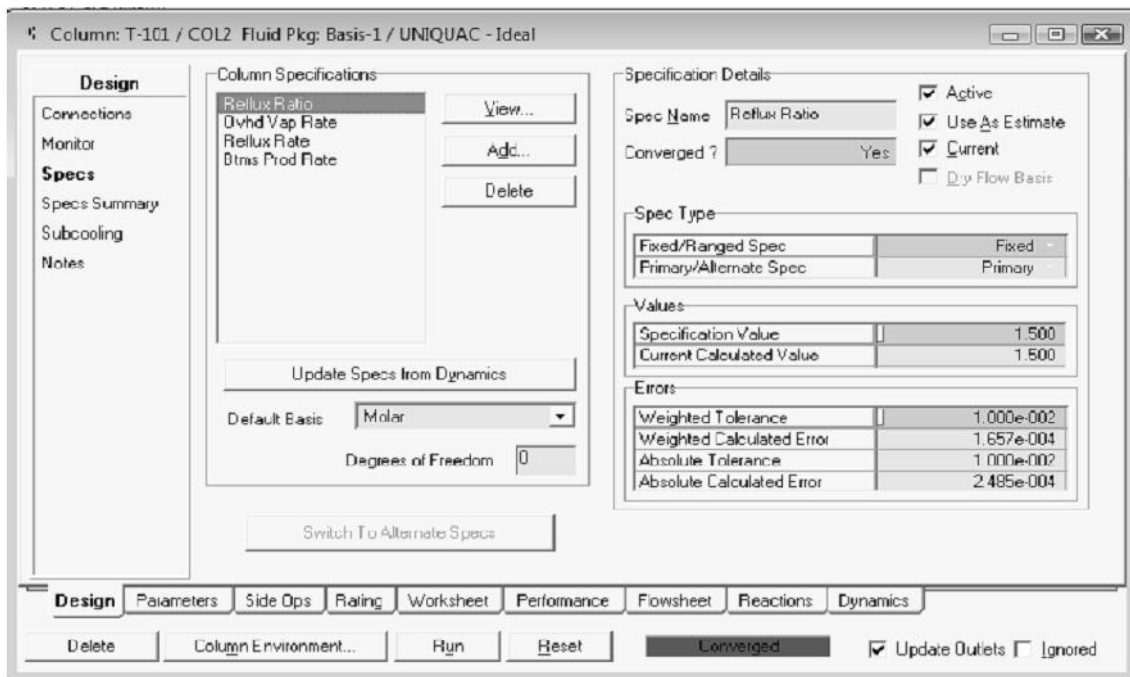 Column: T-101 / COL2 Fluid Pkg: Basis-1 / UNIQUAC - Ideal
Design
Connections
Monitor
Specs
Specs Summary
Subcooling
Notes
Column Specifications
Reflux Ratio
Ovhd Vap Rate
Reflux Rate
Btms Prod Rate
View...
Add...
Delete
Update Specs from Dynamics
Default Basis Molar
Degrees of Freedom 0
Switch To Alternate Specs
Specification Details
Spec Name Reflux Ratio
Converged ? Yes
Active
Use As Estimate
Current
Dry Flow Basis
Spec Type
Fixed/Ranged Spec Fixed
Primary/Alternate Spec Primary
Values
Specification Value 1.500
Current Calculated Value 1.500
Errors
Weighted Tolerance 1.000e-002
Weighted Calculated Error 1.657e-004
Absolute Tolerance 1.000e-002
Absolute Calculated Error 2.485e-004
Design Parameters Side Ops Rating Worksheet Performance Flowsheet Reactions Dynamics
Delete Column Environment... Run Reset Converged Update Outlets Ignored